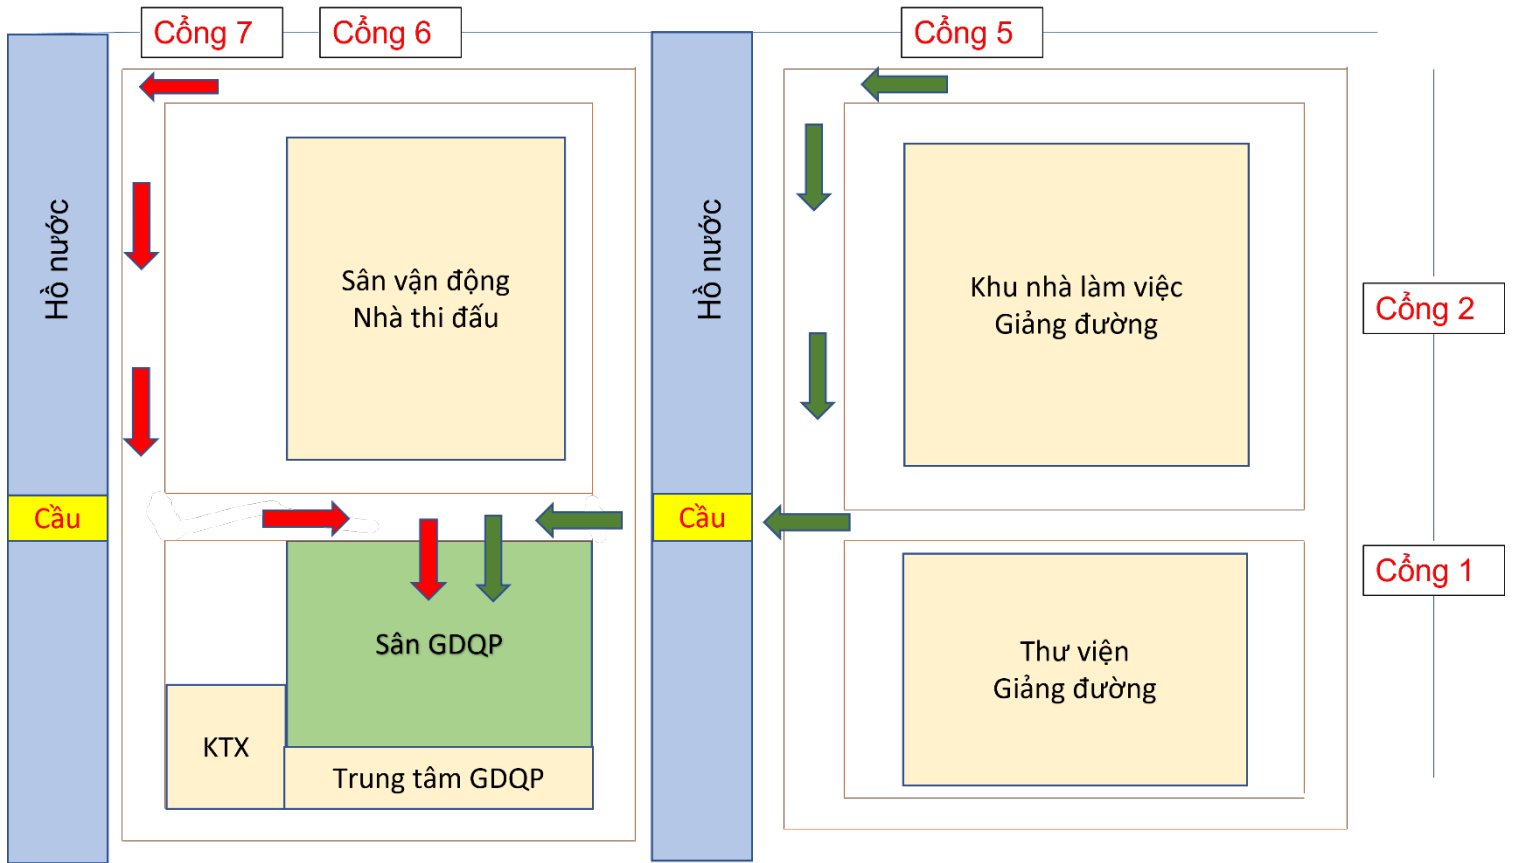 Cổng 7
Cổng 6
Cổng 5
Hồ nước
Sân vận động
Nhà thi đấu
Hồ nước
Khu nhà làm việc
Giảng đường
Cổng 2
Cầu
Cầu
Cổng 1
Sân GDQP
Thư viện
Giảng đường
KTX
Trung tâm GDQP